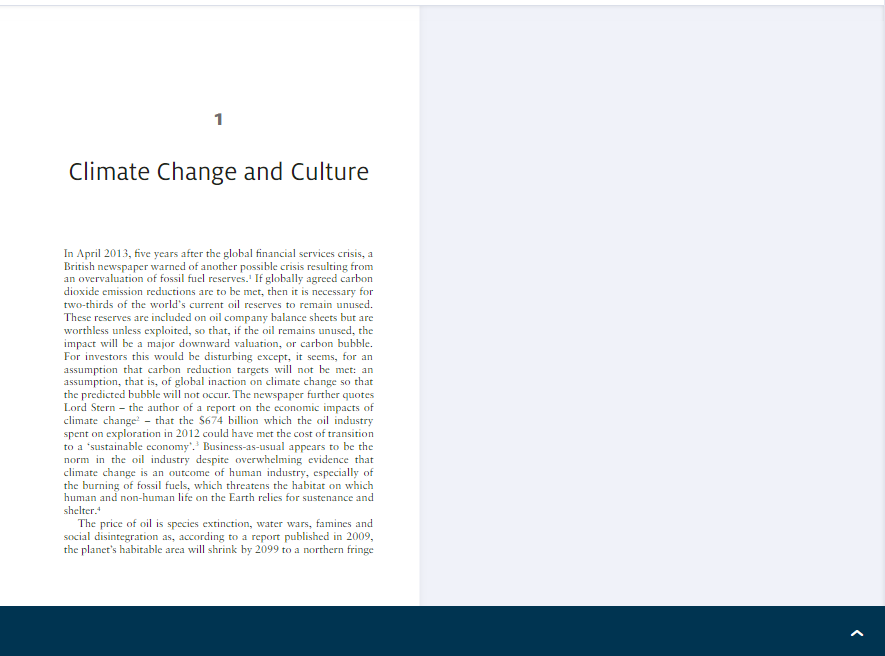 1
Climate Change and Culture
In April 2013, five years after the global financial services crisis, a
British newspaper warned of another possible crisis resulting from
an overvaluation of fossil fuel reserves.¹ If globally agreed carbon
dioxide emission reductions are to be met, then it is necessary for
two-thirds of the world's current oil reserves to remain unused.
These reserves are included on oil company balance sheets but are
worthless unless exploited, so that, if the oil remains unused, the
impact will be a major downward valuation, or carbon bubble.
For investors this would be disturbing except, it seems, for an
assumption that carbon reduction targets will not be met: an
assumption, that is, of global inaction on climate change so that
the predicted bubble will not occur. The newspaper further quotes
Lord Stern – the author of a report on the economic impacts of
climate change² – that the $674 billion which the oil industry
spent on exploration in 2012 could have met the cost of transition
to a 'sustainable economy'.³ Business-as-usual appears to be the
norm in the oil industry despite overwhelming evidence that
climate change is an outcome of human industry, especially of
the burning of fossil fuels, which threatens the habitat on which
human and non-human life on the Earth relies for sustenance and
shelter.⁴
The price of oil is species extinction, water wars, famines and
social disintegration as, according to a report published in 2009,
the planet's habitable area will shrink by 2099 to a northern fringe